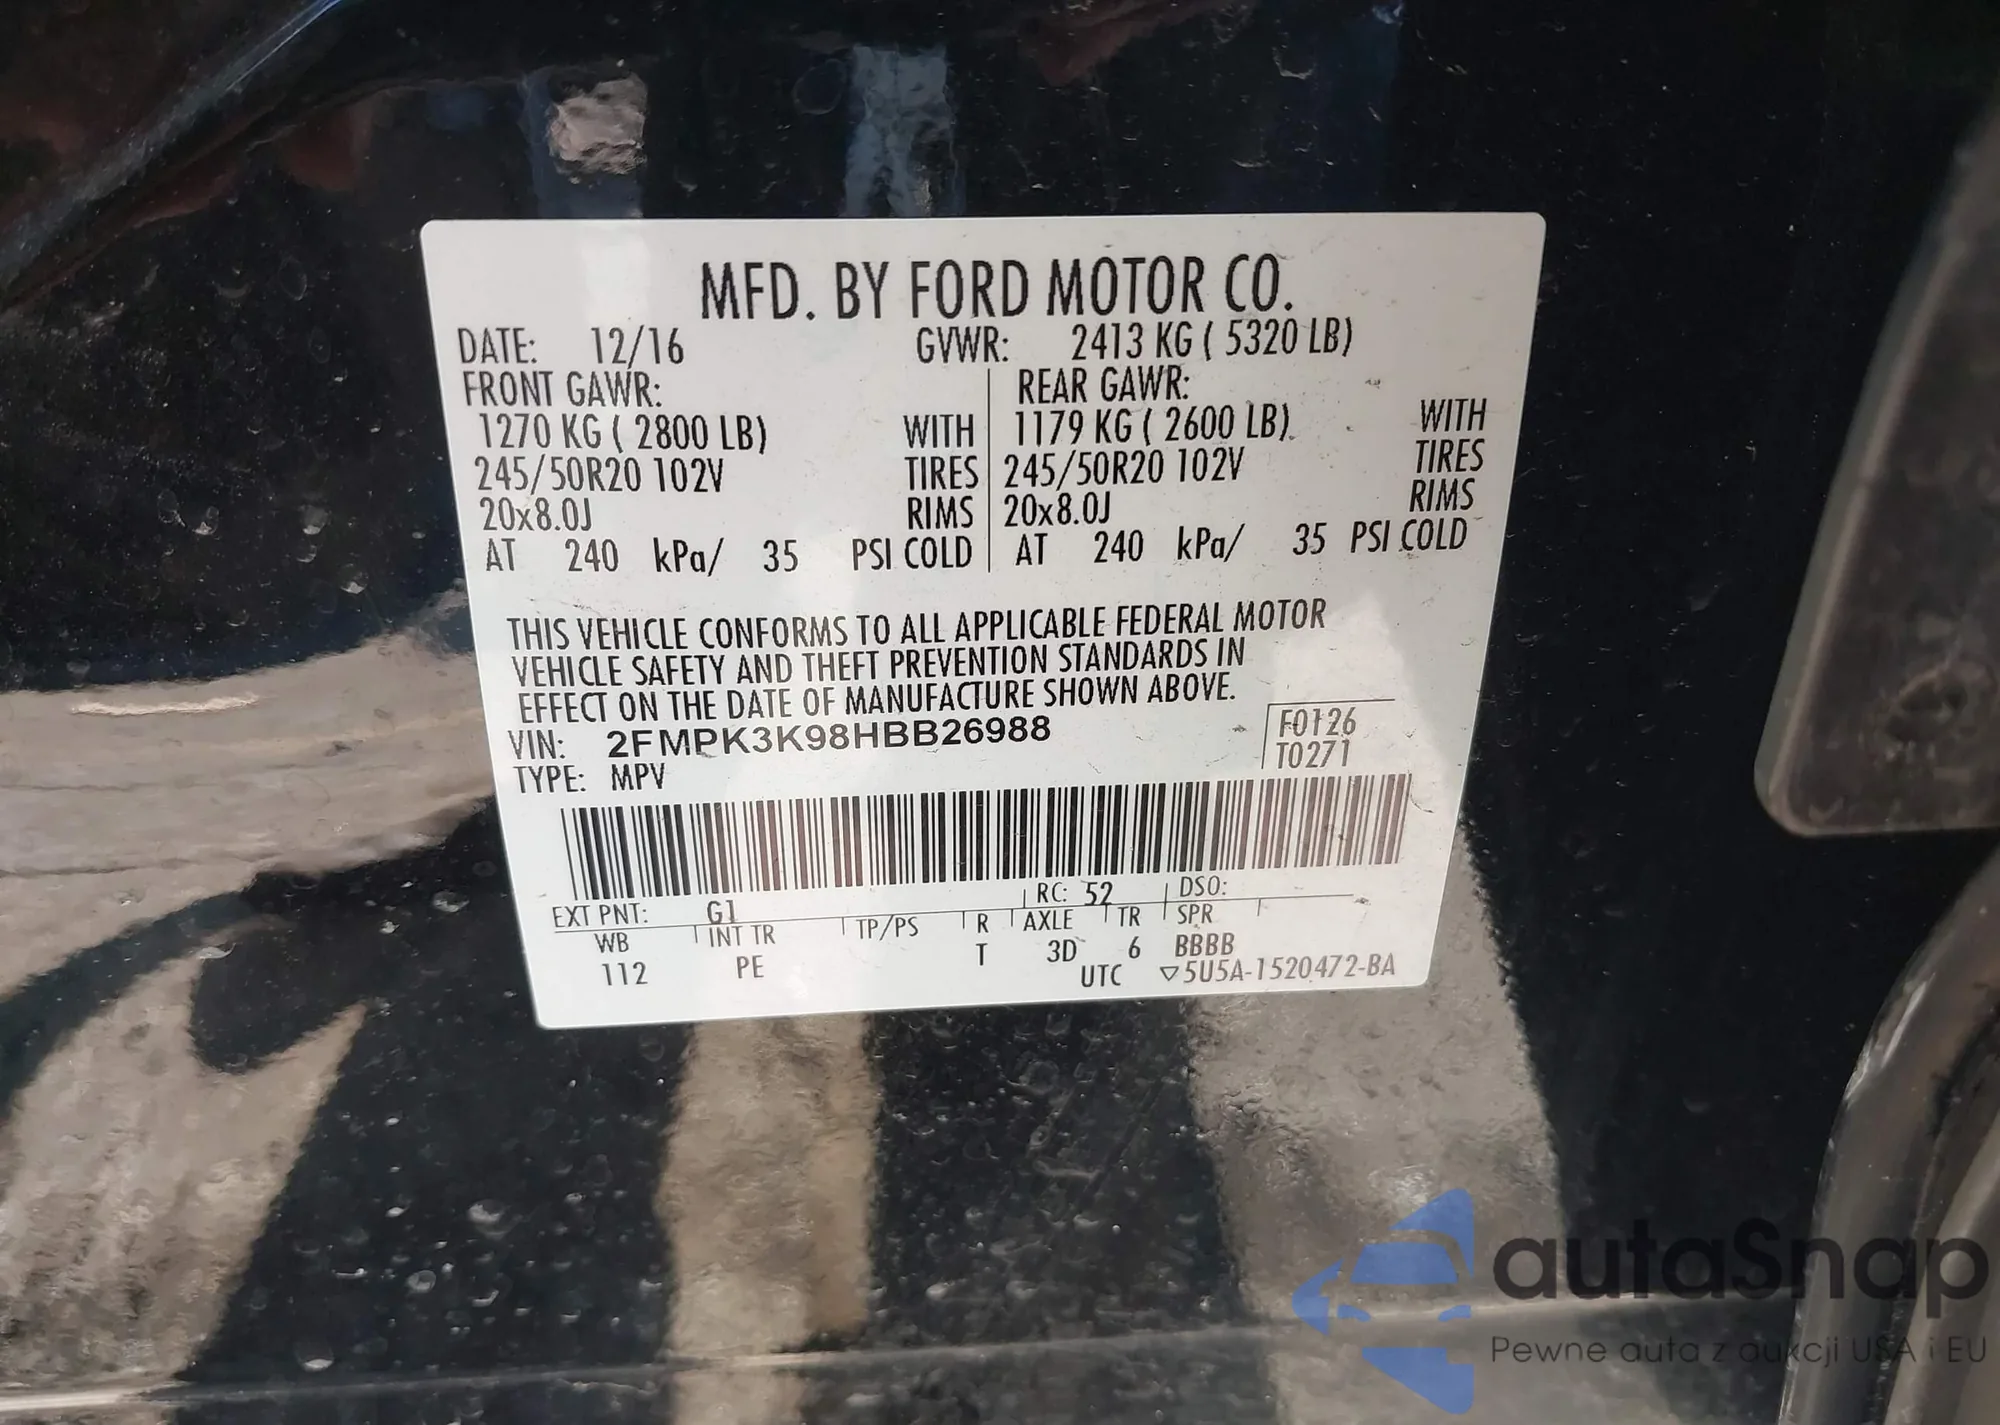 MFD. BY FORD MOTOR CO.
DATE: 12/16 GVWR: 2413 KG ( 5320 LB)
FRONT GAWR: REAR GAWR:
1270 KG ( 2800 LB) WITH 1179 KG ( 2600 LB) WITH
245/50R20 102V TIRES 245/50R20 102V TIRES
20x8.0J RIMS 20x8.0J RIMS
AT 240 kPa/ 35 PSI COLD AT 240 kPa/ 35 PSI COLD
THIS VEHICLE CONFORMS TO ALL APPLICABLE FEDERAL MOTOR
VEHICLE SAFETY AND THEFT PREVENTION STANDARDS IN
EFFECT ON THE DATE OF MANUFACTURE SHOWN ABOVE.
VIN: 2FMPK3K98HBB26988 F0126
TYPE: MPV T0271
EXT PNT: G1 RC: 52 DSO:
WB INT TR TP/PS R AXLE TR SPR
112 PE T 3D 6 BBBB
UTC ▽5U5A-1520472-BA
autaSnap
Pewne auta z aukcji USA i EU